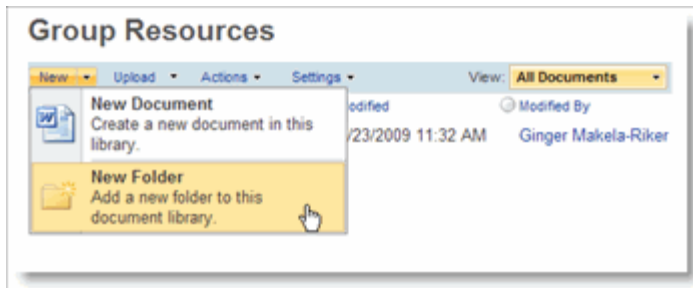 Group Resources
New Upload Actions Settings View: All Documents
New Document
Create a new document in this
library.
odified Modified By
/23/2009 11:32 AM Ginger Makela-Riker
New Folder
Add a new folder to this
document library.